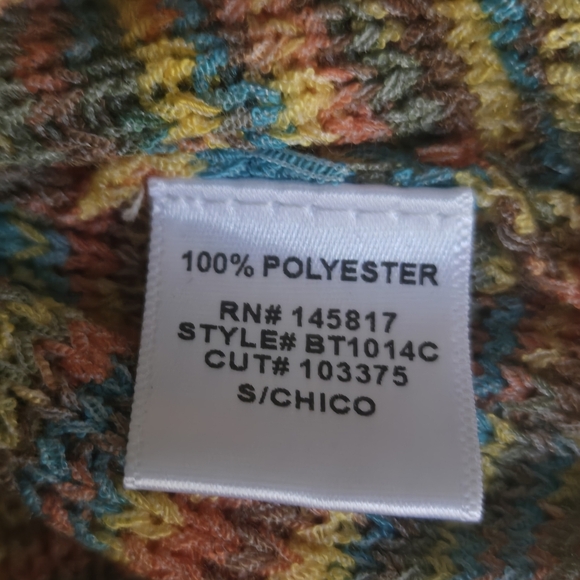 100% POLYESTER
RN# 145817
STYLE# BT1014C
CUT# 103375
S/CHICO